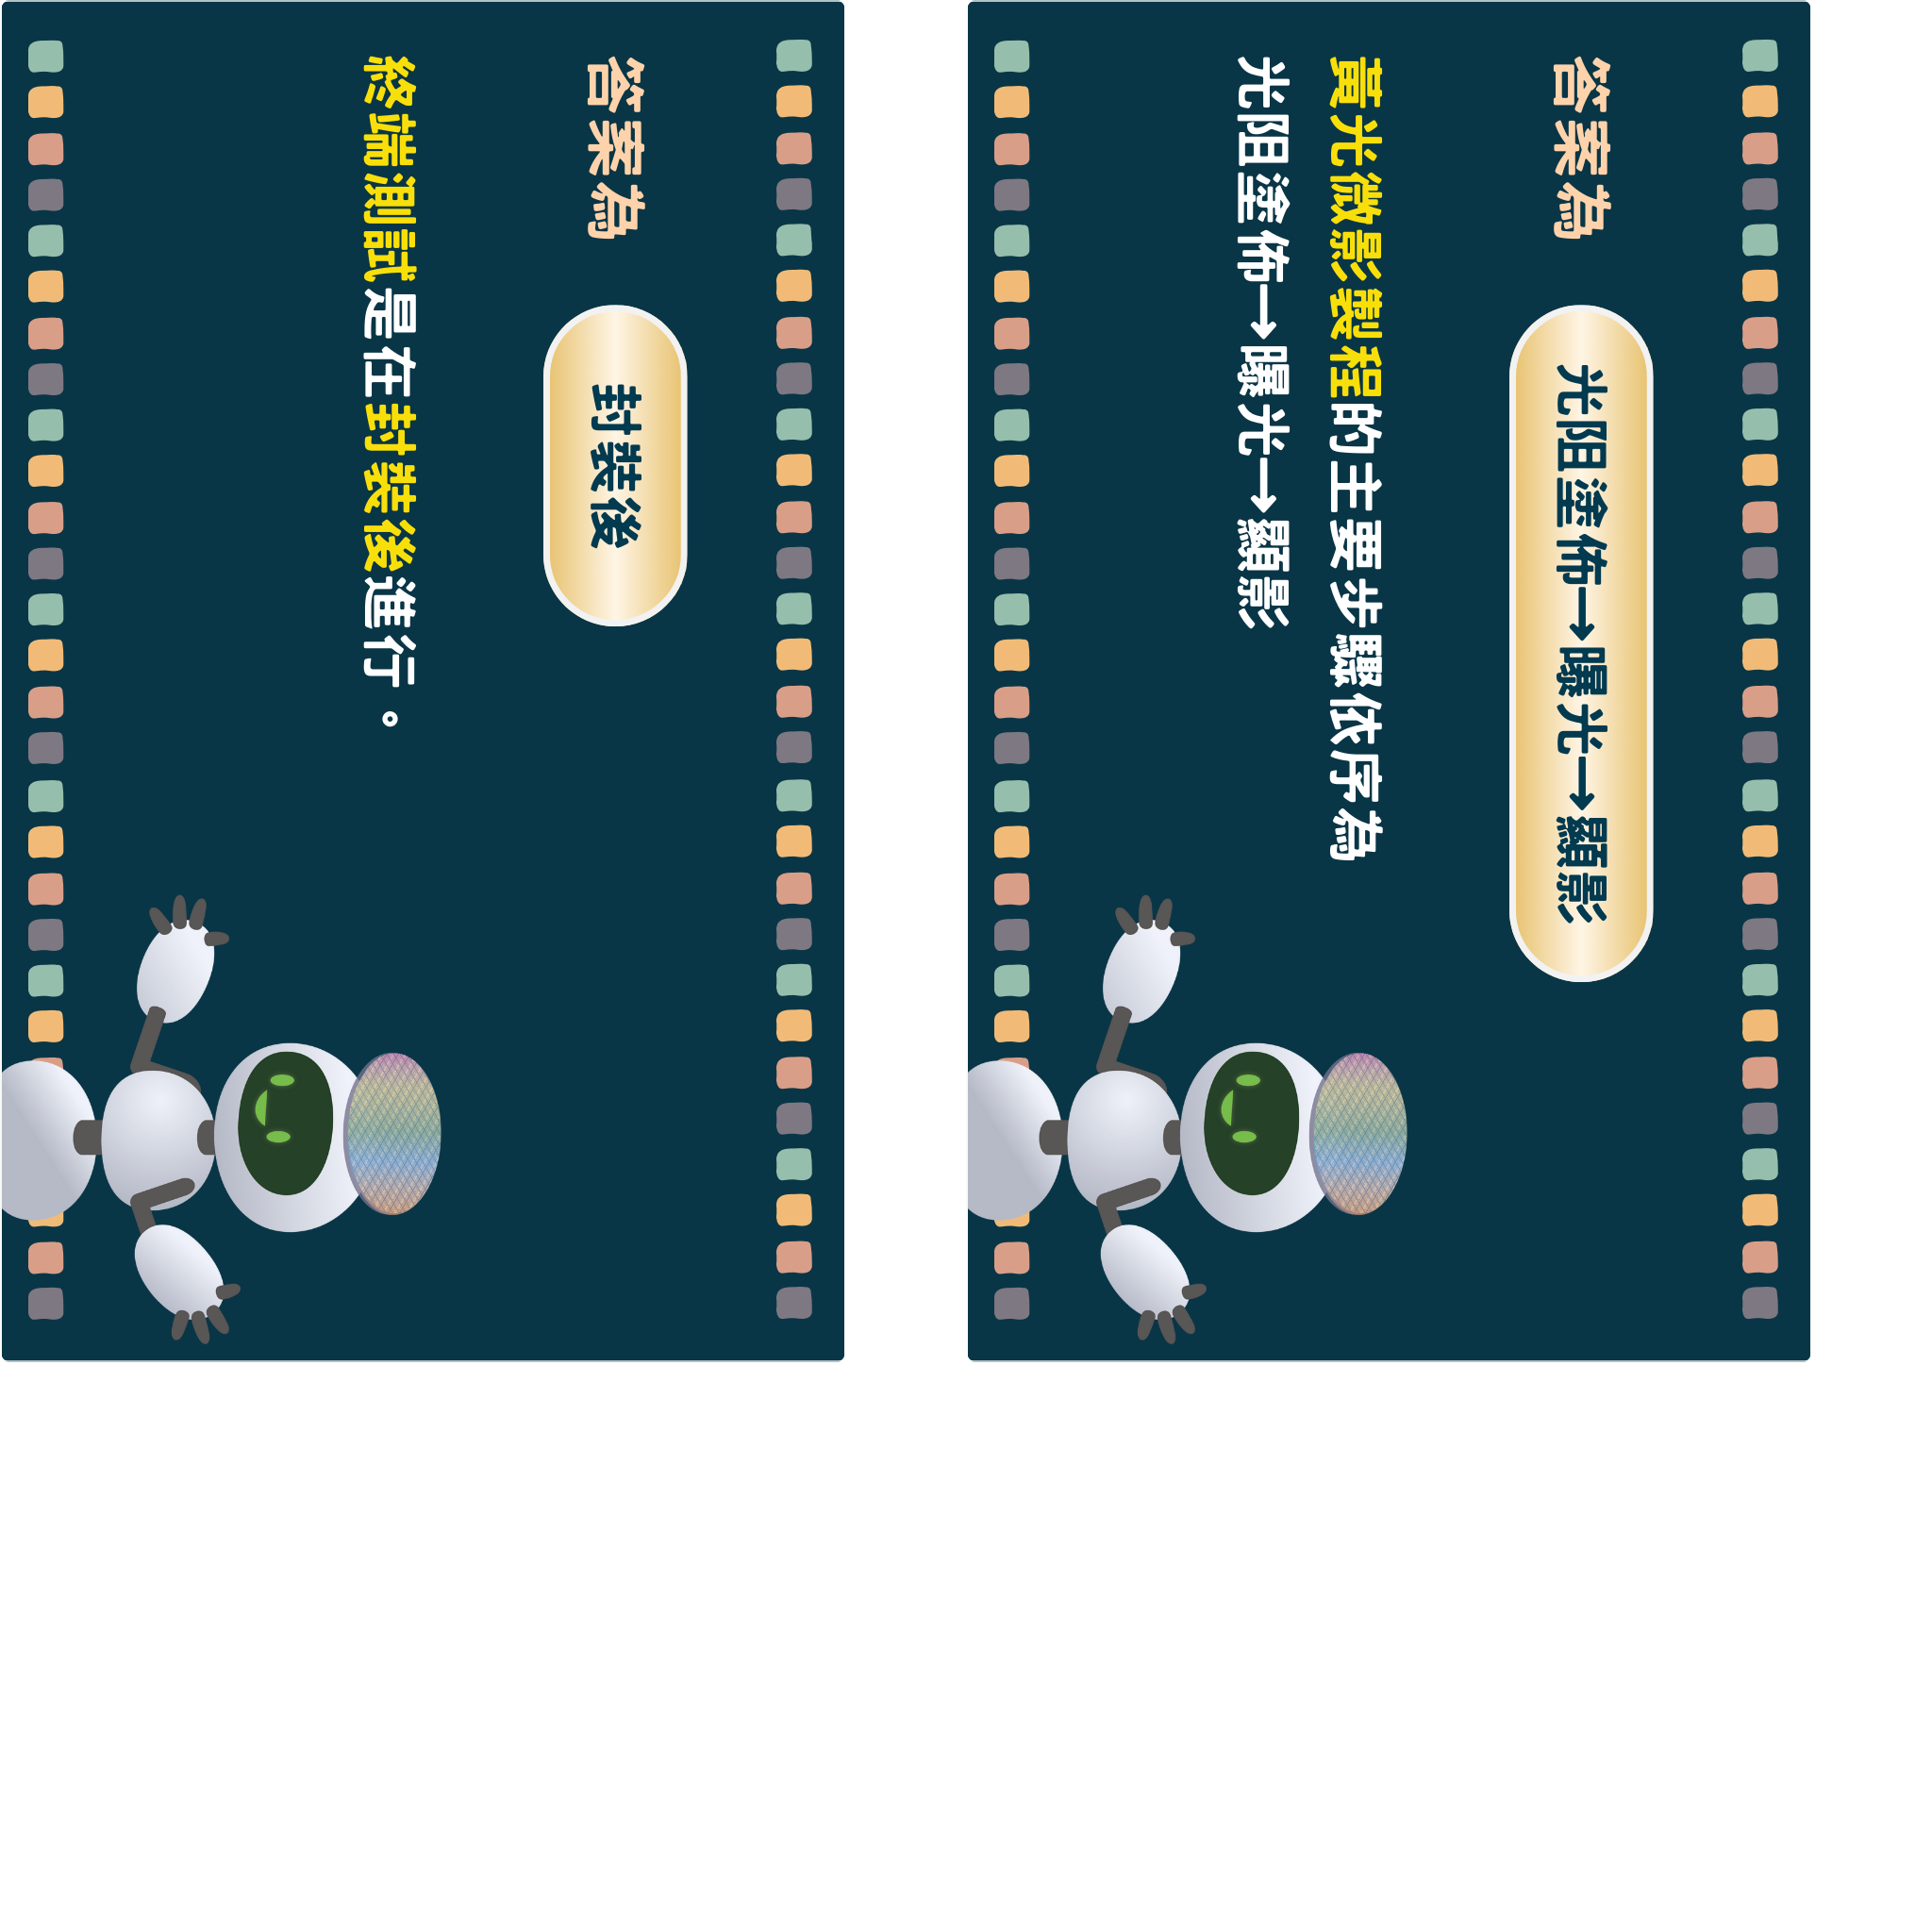 答案為
封裝後
終端測試是在封裝後進行。
答案為
光阻塗佈→曝光→顯影
黃光微影製程的主要步驟依序為
光阻塗佈→曝光→顯影